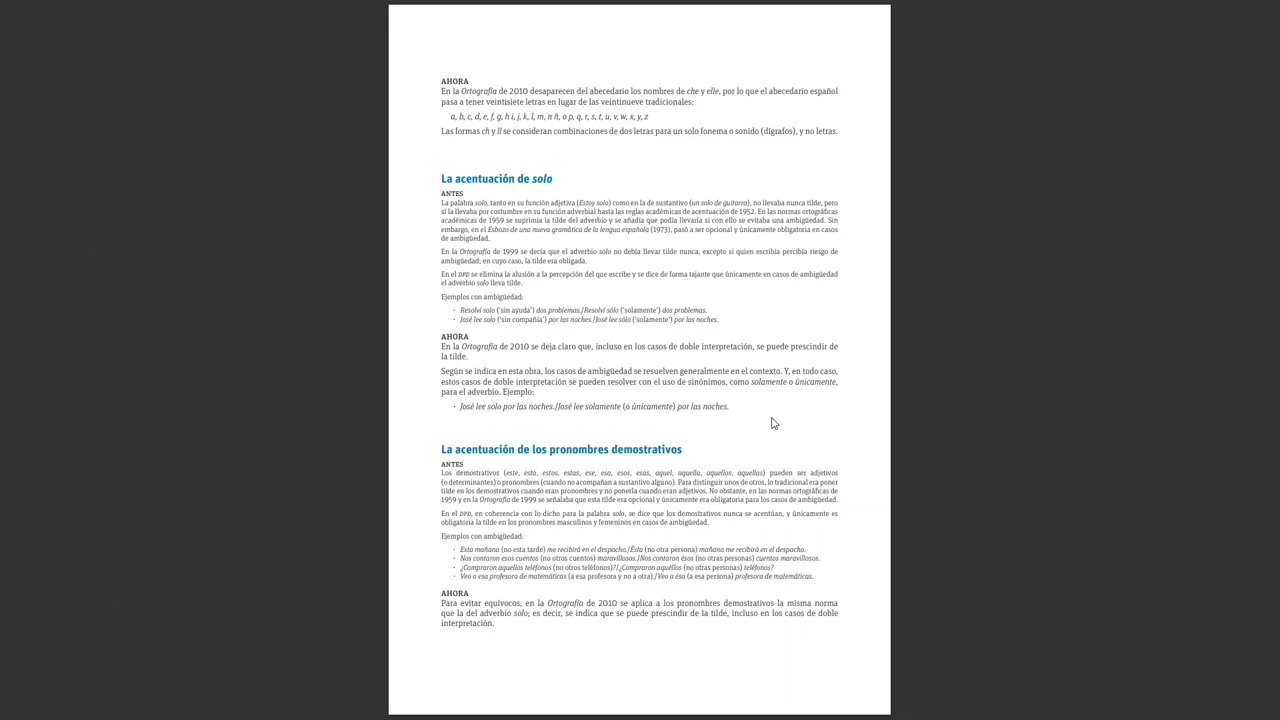 AHORA
En la Ortografía de 2010 desaparecen del abecedario los nombres de che y elle, por lo que el abecedario español
pasa a tener veintisiete letras en lugar de las veintinueve tradicionales:
a, b, c, d, e, f, g, h i, j, k, l, m, n ñ, o p, q, r, s, t, u, v, w, x, y, z
Las formas ch y ll se consideran combinaciones de dos letras para un solo fonema o sonido (dígrafos), y no letras.
La acentuación de solo
ANTES
La palabra solo, tanto en su función adjetiva (Estoy solo) como en la de sustantivo (un solo de guitarra), no llevaba nunca tilde, pero
sí la llevaba por costumbre en su función adverbial hasta las reglas académicas de acentuación de 1952. En las normas ortográficas
académicas de 1959 se suprimía la tilde del adverbio y se añadía que podía llevarla si con ello se evitaba una ambigüedad. Sin
embargo, en el Esbozo de una nueva gramática de la lengua española (1973), pasó a ser opcional y únicamente obligatoria en casos
de ambigüedad.
En la Ortografía de 1999 se decía que el adverbio solo no debía llevar tilde nunca, excepto si quien escribía percibía riesgo de
ambigüedad; en cuyo caso, la tilde era obligada.
En el DPD se elimina la alusión a la percepción del que escribe y se dice de forma tajante que únicamente en casos de ambigüedad
el adverbio solo lleva tilde.
Ejemplos con ambigüedad:
· Resolví solo (‘sin ayuda’) dos problemas./Resolví sólo (‘solamente’) dos problemas.
· José lee solo (‘sin compañía’) por las noches./José lee sólo (‘solamente’) por las noches.
AHORA
En la Ortografía de 2010 se deja claro que, incluso en los casos de doble interpretación, se puede prescindir de
la tilde.
Según se indica en esta obra, los casos de ambigüedad se resuelven generalmente en el contexto. Y, en todo caso,
estos casos de doble interpretación se pueden resolver con el uso de sinónimos, como solamente o únicamente,
para el adverbio. Ejemplo:
· José lee solo por las noches./José lee solamente (o únicamente) por las noches.
La acentuación de los pronombres demostrativos
ANTES
Los demostrativos (este, esta, estos, estas, ese, esa, esos, esas, aquel, aquella, aquellos, aquellas) pueden ser adjetivos
(o determinantes) o pronombres (cuando no acompañan a sustantivo alguno). Para distinguir unos de otros, lo tradicional era poner
tilde en los demostrativos cuando eran pronombres y no ponerla cuando eran adjetivos. No obstante, en las normas ortográficas de
1959 y en la Ortografía de 1999 se señalaba que esta tilde era opcional y únicamente era obligatoria para los casos de ambigüedad.
En el DPD, en coherencia con lo dicho para la palabra solo, se dice que los demostrativos nunca se acentúan, y únicamente es
obligatoria la tilde en los pronombres masculinos y femeninos en casos de ambigüedad.
Ejemplos con ambigüedad:
· Esta mañana (no esta tarde) me recibirá en el despacho./Ésta (no otra persona) mañana me recibirá en el despacho.
· Nos contaron esos cuentos (no otros cuentos) maravillosos./Nos contaron ésos (no otras personas) cuentos maravillosos.
· ¿Compraron aquellos teléfonos (no otros teléfonos)?/¿Compraron aquéllos (no otras personas) teléfonos?
· Veo a esa profesora de matemáticas (a esa profesora y no a otra)./Veo a ésa (a esa persona) profesora de matemáticas.
AHORA
Para evitar equívocos, en la Ortografía de 2010 se aplica a los pronombres demostrativos la misma norma
que la del adverbio solo; es decir, se indica que se puede prescindir de la tilde, incluso en los casos de doble
interpretación.